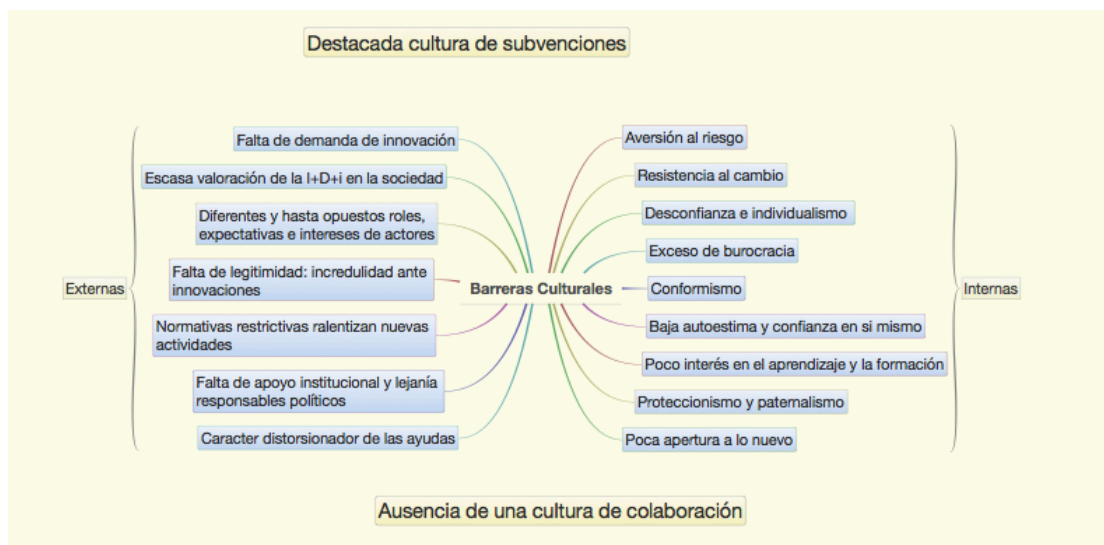 Destacada cultura de subvenciones
Externas
Falta de demanda de innovación
Escasa valoración de la I+D+i en la sociedad
Diferentes y hasta opuestos roles,
expectativas e intereses de actores
Falta de legitimidad: incredulidad ante
innovaciones
Normativas restrictivas ralentizan nuevas
actividades
Falta de apoyo institucional y lejanía
responsables políticos
Caracter distorsionador de las ayudas
Barreras Culturales
Aversión al riesgo
Resistencia al cambio
Desconfianza e individualismo
Exceso de burocracia
Conformismo
Baja autoestima y confianza en si mismo
Poco interés en el aprendizaje y la formación
Proteccionismo y paternalismo
Poca apertura a lo nuevo
Internas
Ausencia de una cultura de colaboración